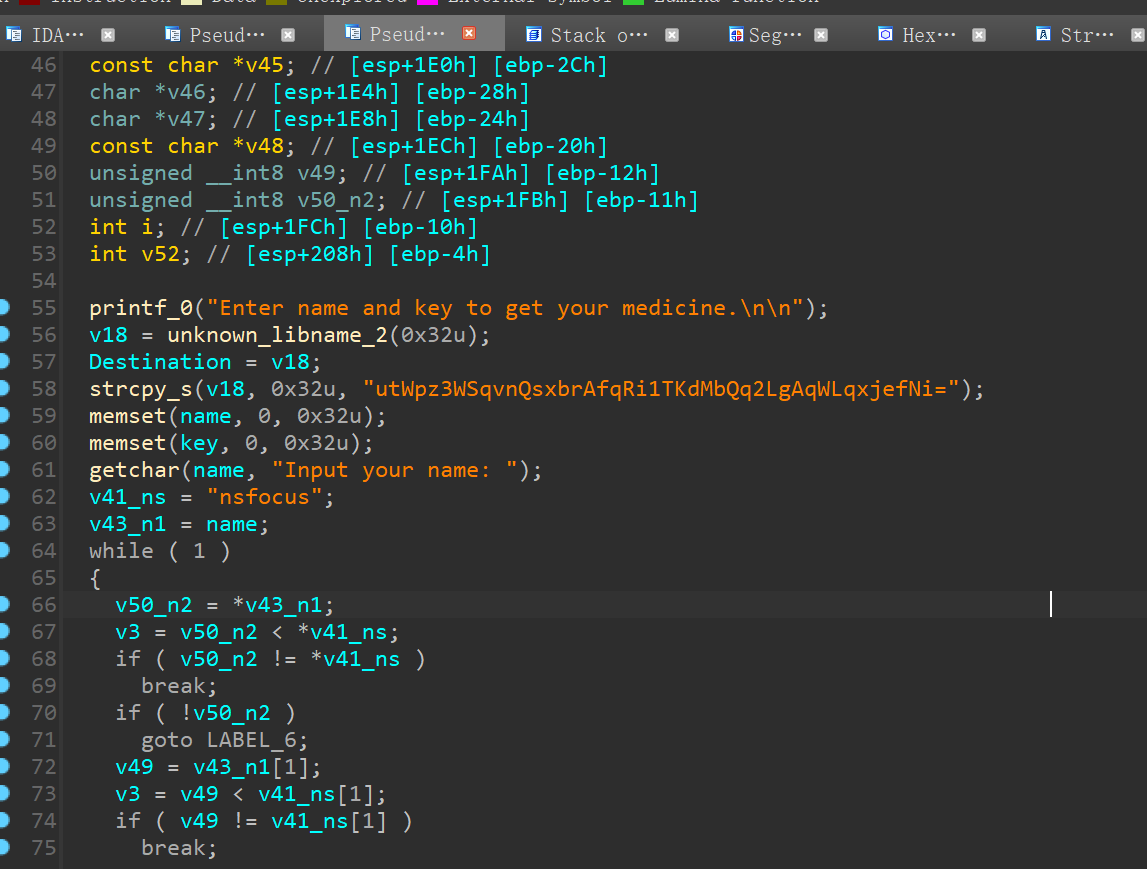 Instruction Data Unexplored External symbol Lumina function
IDA··· Pseud··· Pseud··· Stack o··· Seg··· Hex··· Str···
46 const char *v45; // [esp+1E0h] [ebp-2Ch]
47 char *v46; // [esp+1E4h] [ebp-28h]
48 char *v47; // [esp+1E8h] [ebp-24h]
49 const char *v48; // [esp+1ECh] [ebp-20h]
50 unsigned __int8 v49; // [esp+1FAh] [ebp-12h]
51 unsigned __int8 v50_n2; // [esp+1FBh] [ebp-11h]
52 int i; // [esp+1FCh] [ebp-10h]
53 int v52; // [esp+208h] [ebp-4h]
54
55 printf_0("Enter name and key to get your medicine.\n\n");
56 v18 = unknown_libname_2(0x32u);
57 Destination = v18;
58 strcpy_s(v18, 0x32u, "utWpz3WSqvnQsxbrAfqRi1TKdMbQq2LgAqWLqxjefNi=");
59 memset(name, 0, 0x32u);
60 memset(key, 0, 0x32u);
61 getchar(name, "Input your name: ");
62 v41_ns = "nsfocus";
63 v43_n1 = name;
64 while ( 1 )
65 {
66 v50_n2 = *v43_n1;
67 v3 = v50_n2 < *v41_ns;
68 if ( v50_n2 != *v41_ns )
69 break;
70 if ( !v50_n2 )
71 goto LABEL_6;
72 v49 = v43_n1[1];
73 v3 = v49 < v41_ns[1];
74 if ( v49 != v41_ns[1] )
75 break;